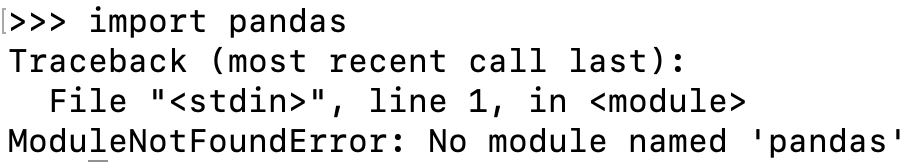 >>> import pandas
Traceback (most recent call last):
  File "<stdin>", line 1, in <module>
ModuleNotFoundError: No module named 'pandas'